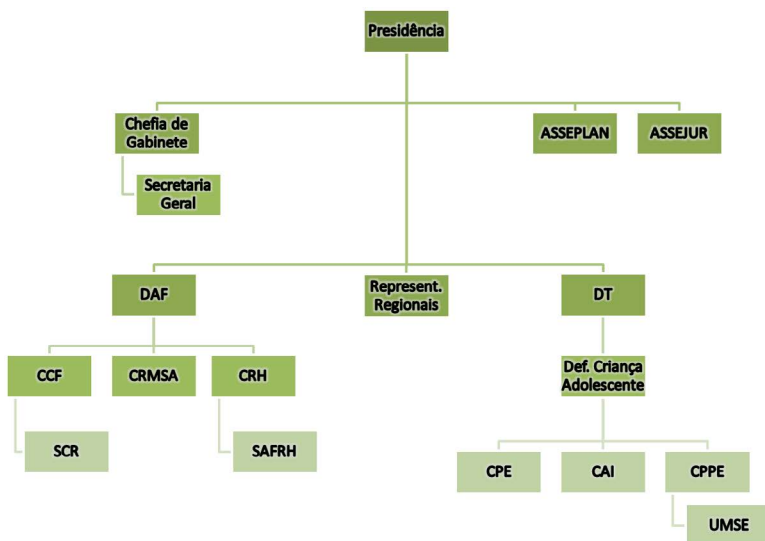 Presidência
Chefia de
Gabinete
ASSEPLAN
ASSEJUR
Secretaria
Geral
DAF
Represent.
Regionais
DT
CCF
CRMSA
CRH
Def. Criança
Adolescente
SCR
SAFRH
CPE
CAI
CPPE
UMSE